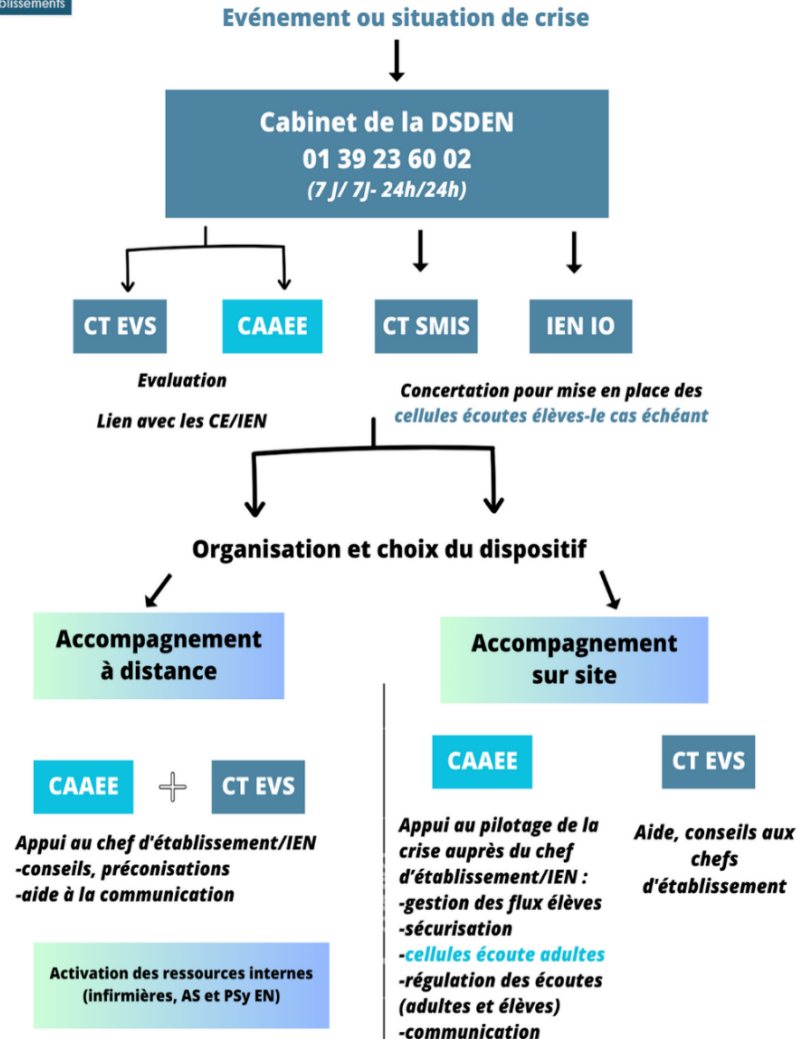 Evénement ou situation de crise
Cabinet de la DSDEN
01 39 23 60 02
(7 J/ 7J- 24h/24h)
CT EVS
CAAEE
CT SMIS
IEN IO
Evaluation
Lien avec les CE/IEN
Concertation pour mise en place des
cellules écoutes élèves-le cas échéant
Organisation et choix du dispositif
Accompagnement
à distance
CAAEE
CT EVS
Appui au chef d'établissement/IEN
-conseils, préconisations
-aide à la communication
Activation des ressources internes
(infirmières, AS et PSy EN)
Accompagnement
sur site
CAAEE
Appui au pilotage de la
crise auprès du chef
d'établissement/IEN :
-gestion des flux élèves
-sécurisation
-cellules écoute adultes
-régulation des écoutes
(adultes et élèves)
-communication
CT EVS
Aide, conseils aux
chefs
d'établissement